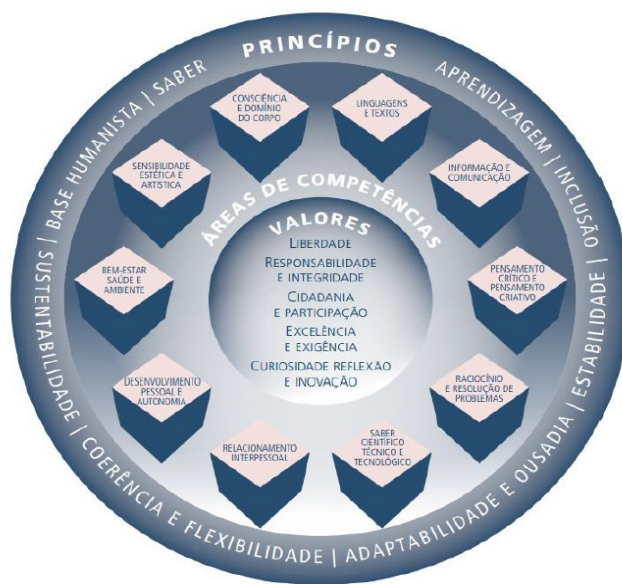 PRINCÍPIOS
BASE HUMANISTA | SABER
APRENDIZAGEM | INCLUSÃO |
ESTABILIDADE |
ADAPTABILIDADE E OUSADIA |
COERÊNCIA E FLEXIBILIDADE |
SUSTENTABILIDADE |
CONSCIÊNCIA
E DOMÍNIO
DO CORPO
LINGUAGENS
E TEXTOS
SENSIBILIDADE
ESTÉTICA E
ARTÍSTICA
INFORMAÇÃO E
COMUNICAÇÃO
ÁREAS DE COMPETÊNCIAS
VALORES
LIBERDADE
RESPONSABILIDADE
E INTEGRIDADE
CIDADANIA
E PARTICIPAÇÃO
EXCELÊNCIA
E EXIGÊNCIA
CURIOSIDADE REFLEXÃO
E INOVAÇÃO
BEM-ESTAR
SAÚDE E
AMBIENTE
PENSAMENTO
CRÍTICO E
PENSAMENTO
CRIATIVO
DESENVOLVIMENTO
PESSOAL E
AUTONOMIA
RACIOCÍNIO
E RESOLUÇÃO DE
PROBLEMAS
RELACIONAMENTO
INTERPESSOAL
SABER
CIENTÍFICO
TÉCNICO E
TECNOLÓGICO